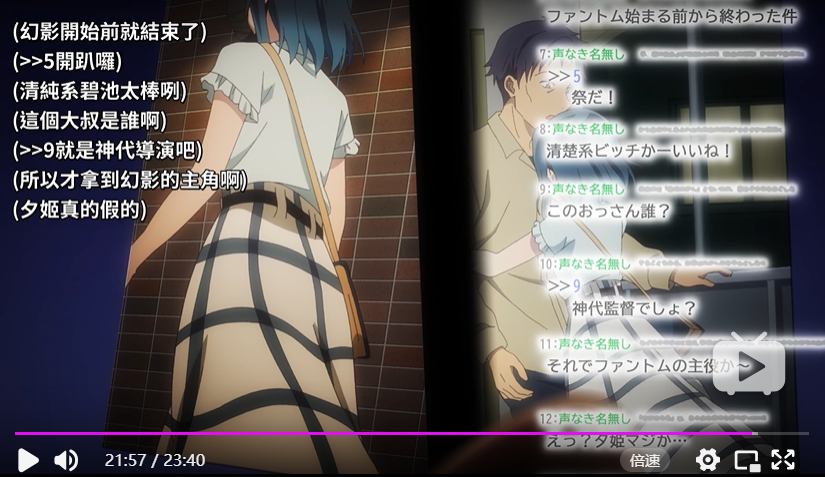 (幻影開始前就結束了)
(>>5開趴囉)
(清純系碧池太棒咧)
(這個大叔是誰啊)
(>>9就是神代導演吧)
(所以才拿到幻影的主角啊)
(夕姬真的假的)
ファントム始まる前から終わった件
7：声なき名無し
>>5
祭だ！
8：声なき名無し
清楚系ビッチかーいいね！
9：声なき名無し
このおっさん誰？
10：声なき名無し
>>9
神代監督でしょ？
11：声なき名無し
それでファントムの主役か～
12：声なき名無し
えっ？夕姫マジか…
21:57 / 23:40
倍速